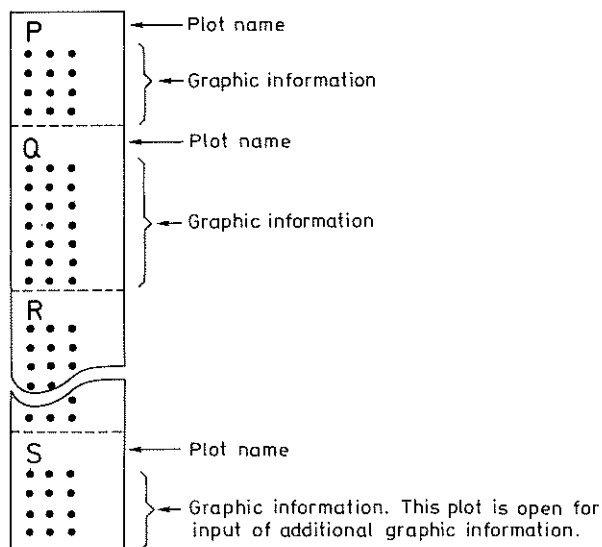 P
Plot name
Graphic information
Q
Plot name
Graphic information
R
S
Plot name
Graphic information. This plot is open for
input of additional graphic information.